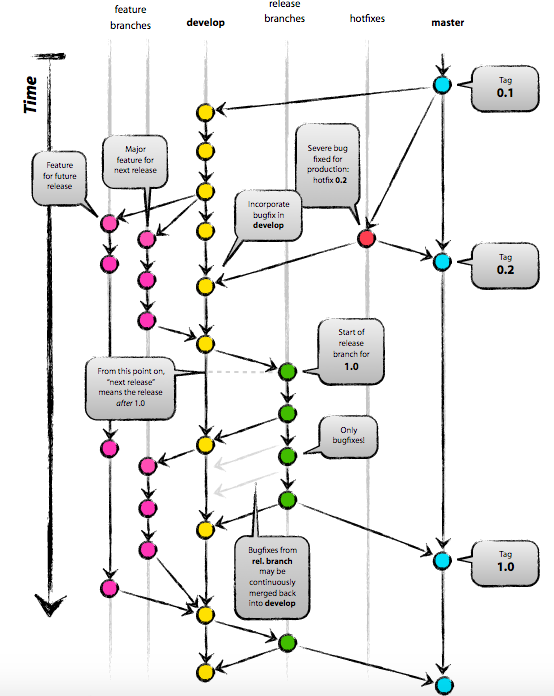 feature
branches
develop
release
branches
hotfixes
master
Time
Tag
0.1
Major
feature for
next release
Feature
for future
release
Severe bug
fixed for
production:
hotfix 0.2
Incorporate
bugfix in
develop
Tag
0.2
Start of
release
branch for
1.0
From this point on,
“next release”
means the release
after 1.0
Only
bugfixes!
Bugfixes from
rel. branch
may be
continuously
merged back
into develop
Tag
1.0